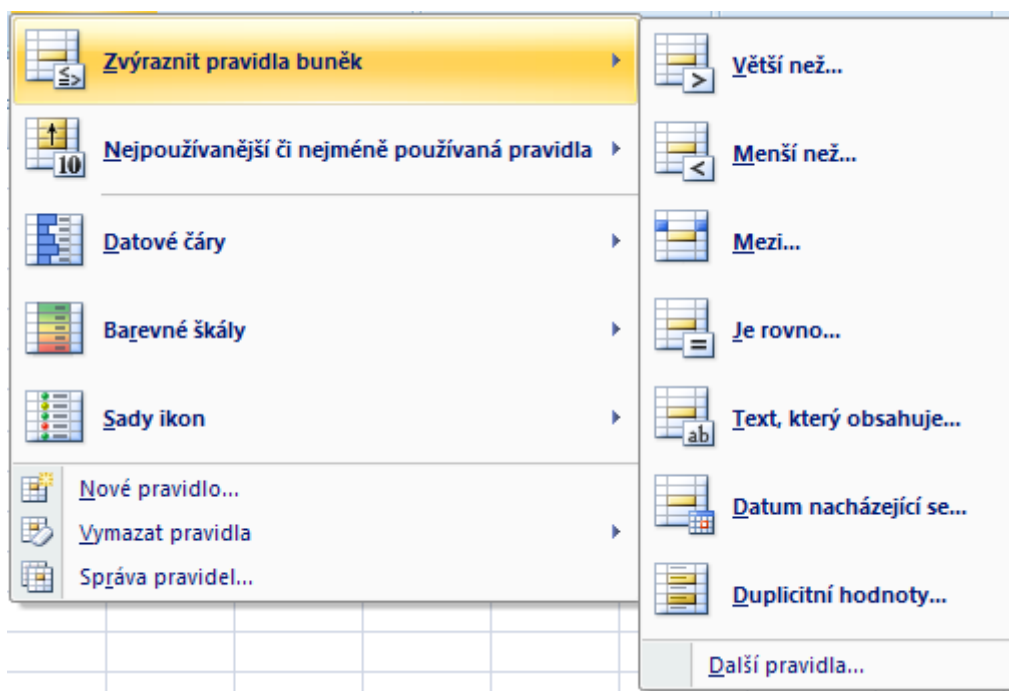 Zvýraznit pravidla buněk
Nejpoužívanější či nejméně používaná pravidla
Datové čáry
Barevné škály
Sady ikon
Nové pravidlo...
Vymazat pravidla
Správa pravidel...
Větší než...
Menší než...
Mezi...
Je rovno...
Text, který obsahuje...
Datum nacházející se...
Duplicitní hodnoty...
Další pravidla...